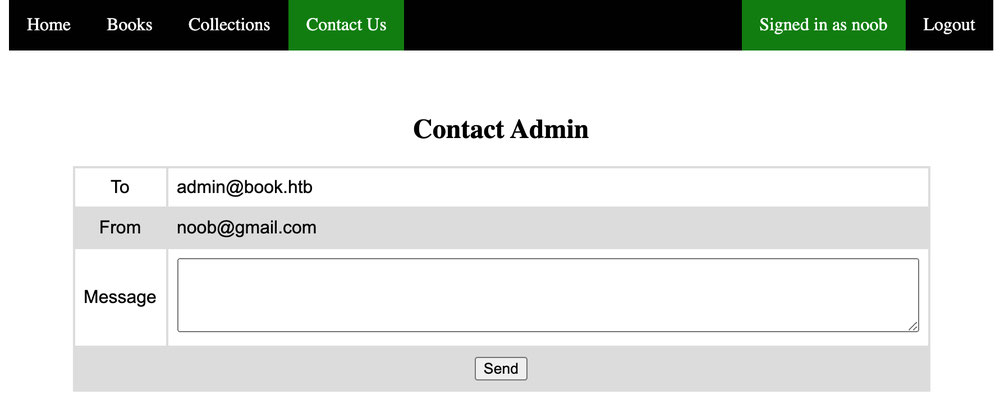 Home Books Collections Contact Us Signed in as noob Logout
Contact Admin
To admin@book.htb
From noob@gmail.com
Message
Send